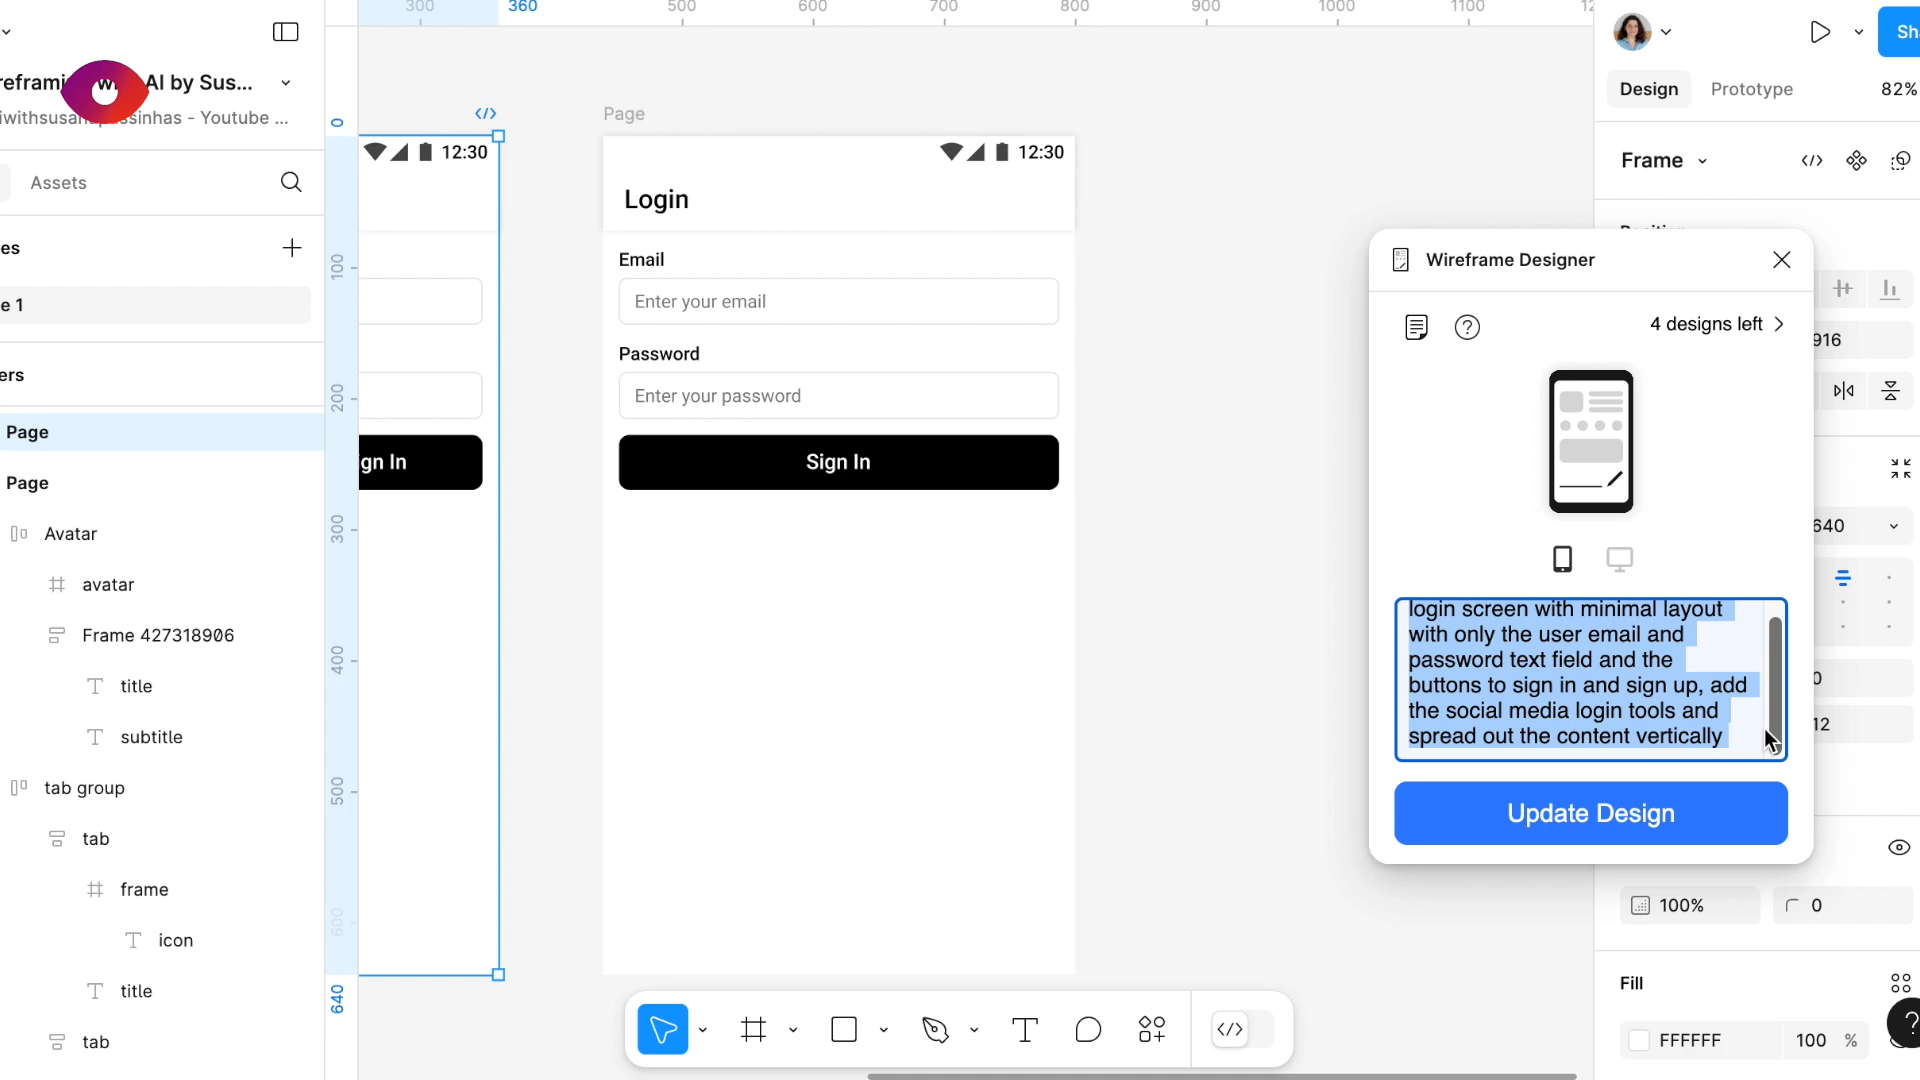 300
360
500
600
700
800
900
1000
1100
Sha
AI by Sus...
- Youtube ...
Design
Prototype
82%
Assets
Page
12:30
12:30
Frame
Login
Wireframe Designer
Email
Enter your email
4 designs left
916
Password
Enter your password
Page
gn In
Sign In
Page
Avatar
640
avatar
login screen with minimal layout
with only the user email and
password text field and the
buttons to sign in and sign up, add
the social media login tools and
spread out the content vertically
Frame 427318906
title
0
12
subtitle
tab group
Update Design
tab
frame
100%
0
icon
Fill
title
FFFFFF
100
%
tab
0
100
200
300
400
500
600
640